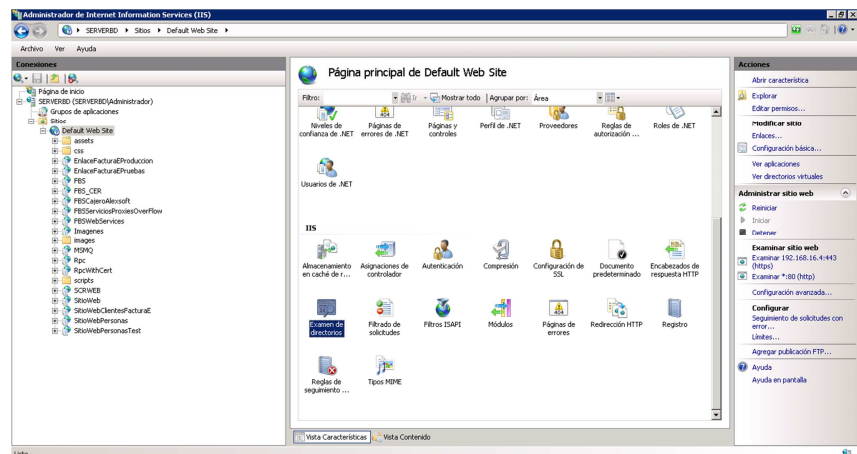 Administrador de Internet Information Services (IIS)
SERVERBD Sitios Default Web Site
Archivo Ver Ayuda
Conexiones
Página de inicio
SERVERBD (SERVERBD\Administrador)
Grupos de aplicaciones
Sitios
Default Web Site
assets
css
EnlaceFacturaEProduccion
EnlaceFacturaEPruebas
FBS
FBS_CER
FBSCajeroAlexsoft
FBSServiciosProxiesOverFlow
FBSWebServices
Imagenes
images
MSMQ
Rpc
RpcWithCert
scripts
SCRWEB
SitioWeb
SitioWebClientesFacturaE
SitioWebPersonas
SitioWebPersonasTest
Página principal de Default Web Site
Filtro: Ir Mostrar todo Agrupar por: Área
Niveles de confianza de .NET
Páginas de errores de .NET
Páginas y controles
Perfil de .NET
Proveedores
Reglas de autorización ...
Roles de .NET
Usuarios de .NET
IIS
Almacenamiento en caché de r...
Asignaciones de controlador
Autenticación
Compresión
Configuración de SSL
Documento predeterminado
Encabezados de respuesta HTTP
Examen de directorios
Filtrado de solicitudes
Filtros ISAPI
Módulos
Páginas de errores
Redirección HTTP
Registro
Reglas de seguimiento ...
Tipos MIME
Vista Características Vista Contenido
Acciones
Abrir característica
Explorar
Editar permisos...
Modificar sitio
Enlaces...
Configuración básica...
Ver aplicaciones
Ver directorios virtuales
Administrar sitio web
Reiniciar
Iniciar
Detener
Examinar sitio web
Examinar 192.168.16.4:443
(https)
Examinar *:80 (http)
Configuración avanzada...
Configurar
Seguimiento de solicitudes con
error...
Límites...
Agregar publicación FTP...
Ayuda
Ayuda en pantalla
Listo